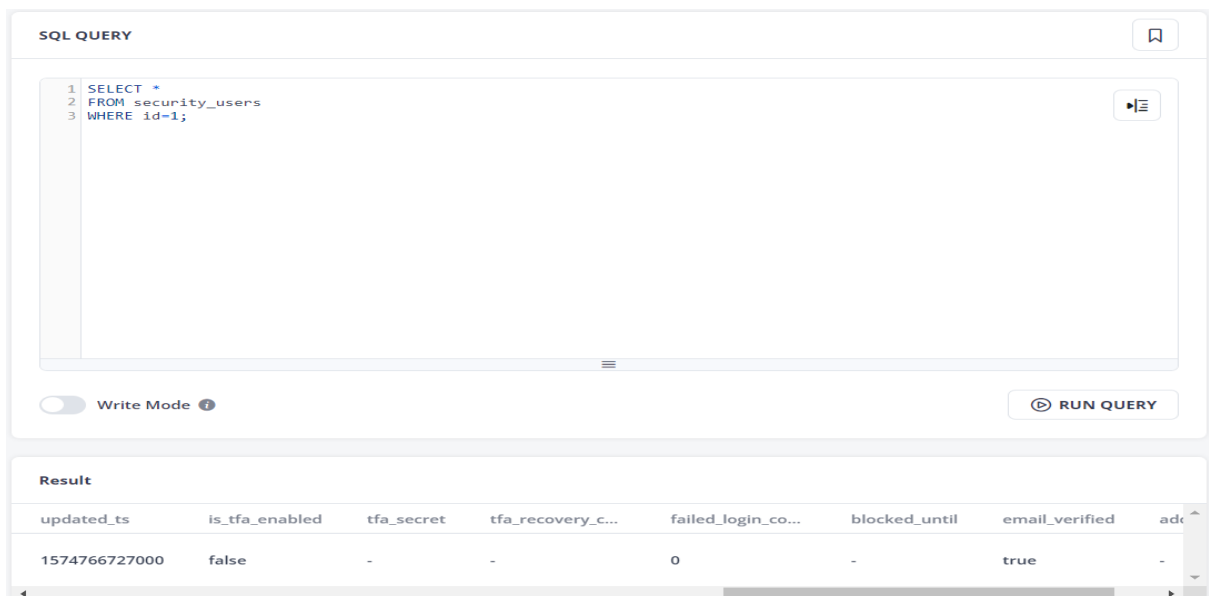 SQL QUERY
1 SELECT *
2 FROM security_users
3 WHERE id=1;
Write Mode
RUN QUERY
Result
updated_ts is_tfa_enabled tfa_secret tfa_recovery_c... failed_login_co... blocked_until email_verified
1574766727000 false - - 0 - true -